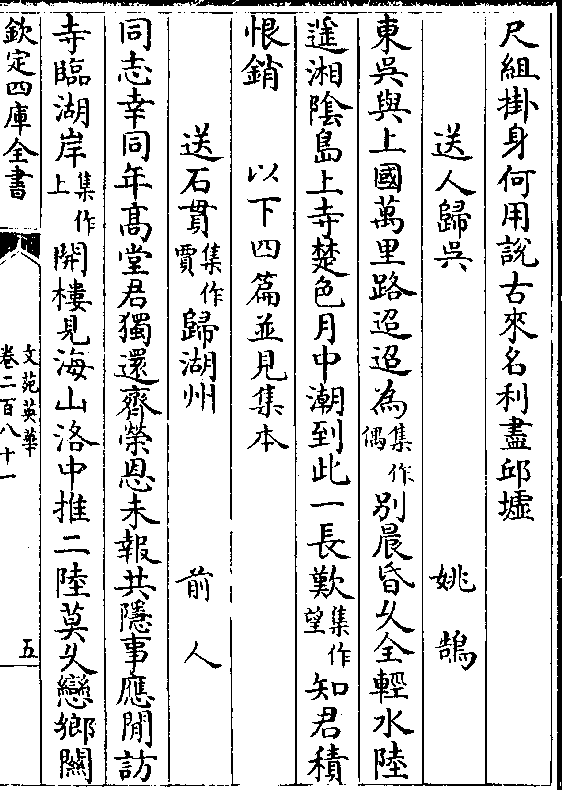 尺組掛身何用說古來名利盡邱墟
送人歸吳 姚鵠
東吳與上國萬里路迢迢為集作偶別晨昏久全輕水陸
遥湘陰島上寺楚色月中潮到此一長歎集作望知君積
恨銷 以下四篇並見集本
送石貫集作賈歸湖州 前人
同志幸同年高堂君獨還齊榮恩未報共隱事應閒訪
寺臨湖岸集作上開樓見海山洛中推二陸莫久戀鄉關
欽定四庫全書
文苑英華
卷二百八十一
五